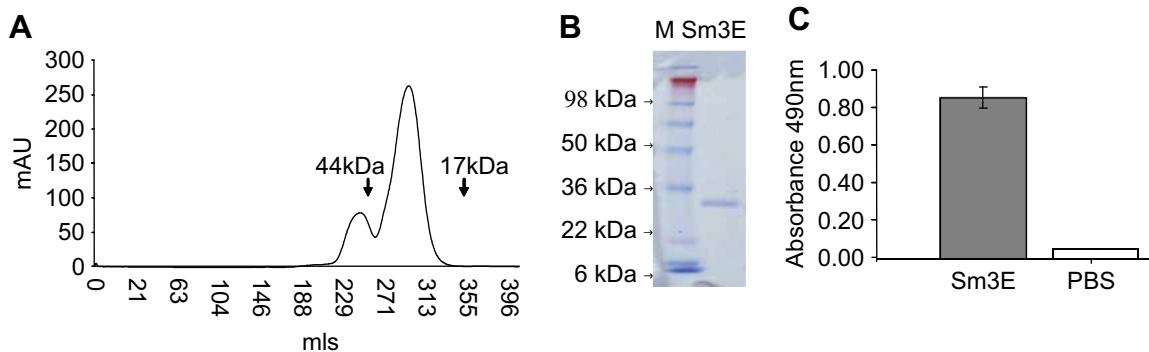 A
300
250
200
150
100
50
0
mAU
44kDa
17kDa
0
21
63
104
146
188
229
271
313
355
396
mls
B
M Sm3E
98 kDa
50 kDa
36 kDa
22 kDa
6 kDa
C
Absorbance 490nm
1.00
0.80
0.60
0.40
0.20
0.00
Sm3E
PBS